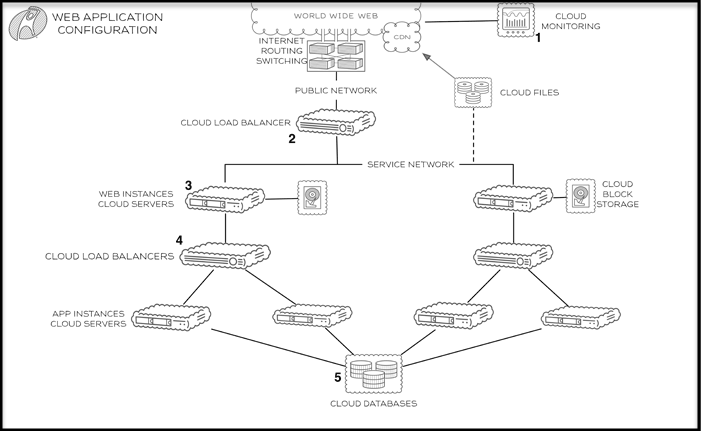 WEB APPLICATION
CONFIGURATION
WORLD WIDE WEB
CDN
CLOUD
MONITORING
1
INTERNET
ROUTING
SWITCHING
PUBLIC NETWORK
CLOUD FILES
CLOUD LOAD BALANCER
2
SERVICE NETWORK
3
WEB INSTANCES
CLOUD SERVERS
CLOUD
BLOCK
STORAGE
4
CLOUD LOAD BALANCERS
APP INSTANCES
CLOUD SERVERS
5
CLOUD DATABASES